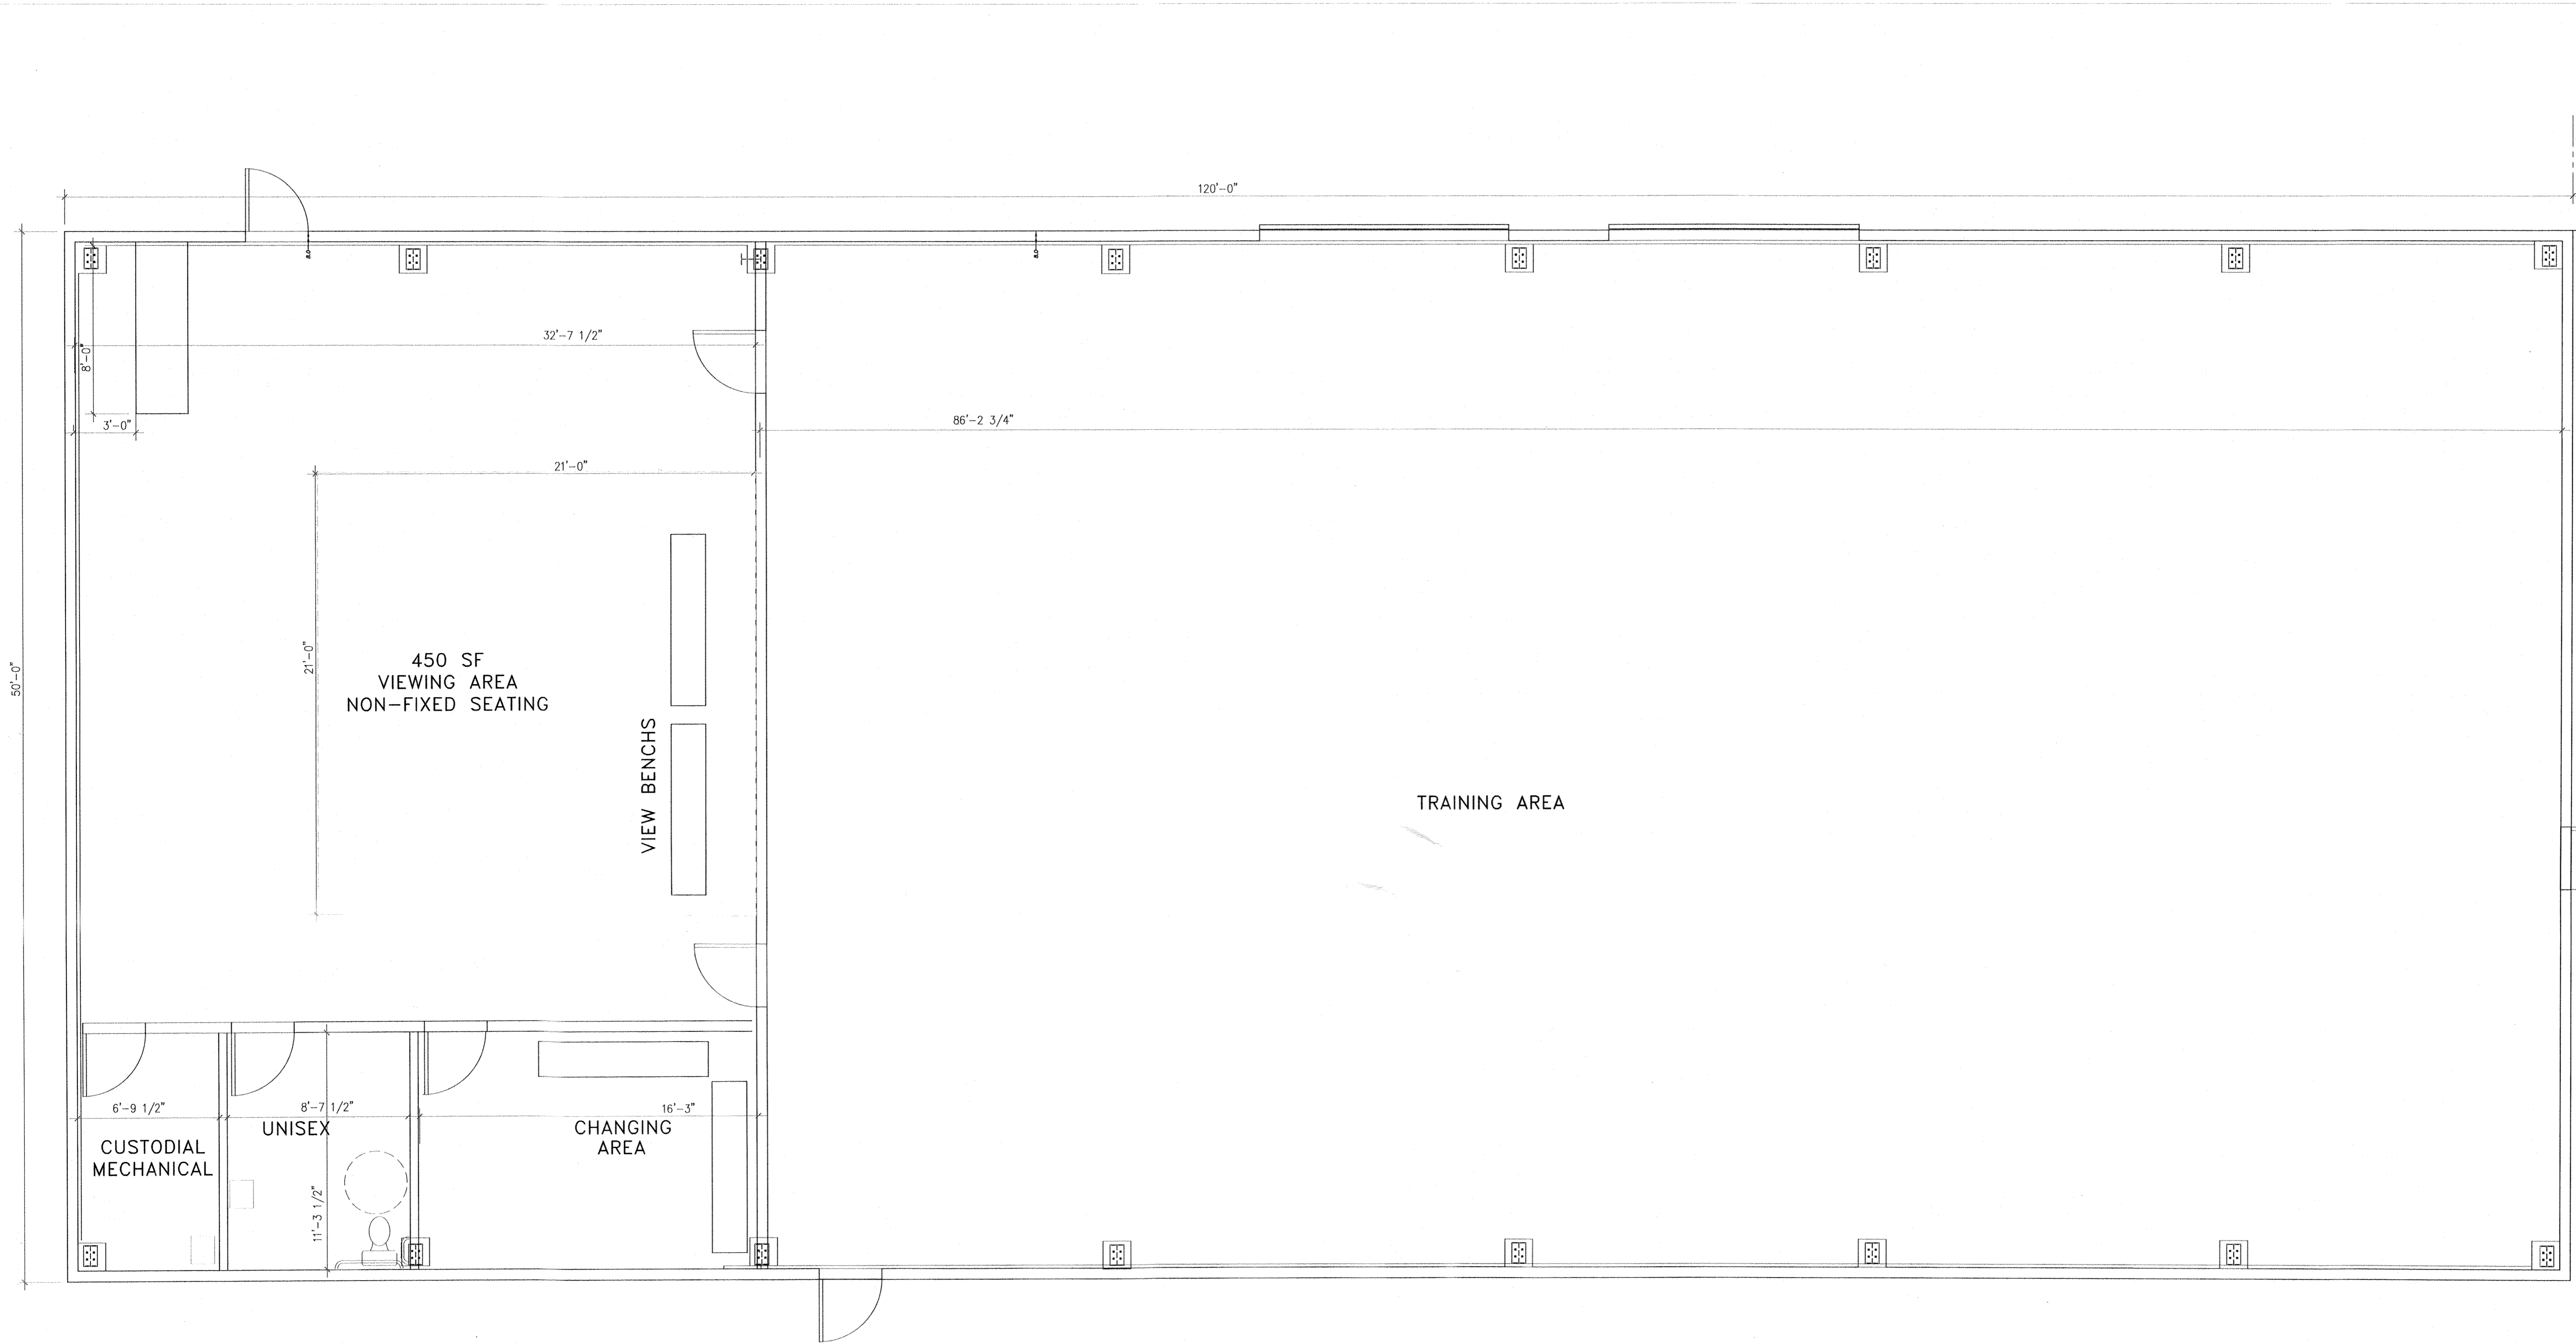 120'-0"
32'-7 1/2"
8'-0"
3'-0"
86'-2 3/4"
21'-0"
21'-0"
50'-0"
450 SF
VIEWING AREA
NON-FIXED SEATING
VIEW BENCHS
TRAINING AREA
6'-9 1/2"
8'-7 1/2"
16'-3"
UNISEX
CHANGING
AREA
CUSTODIAL
MECHANICAL
11'-3 1/2"